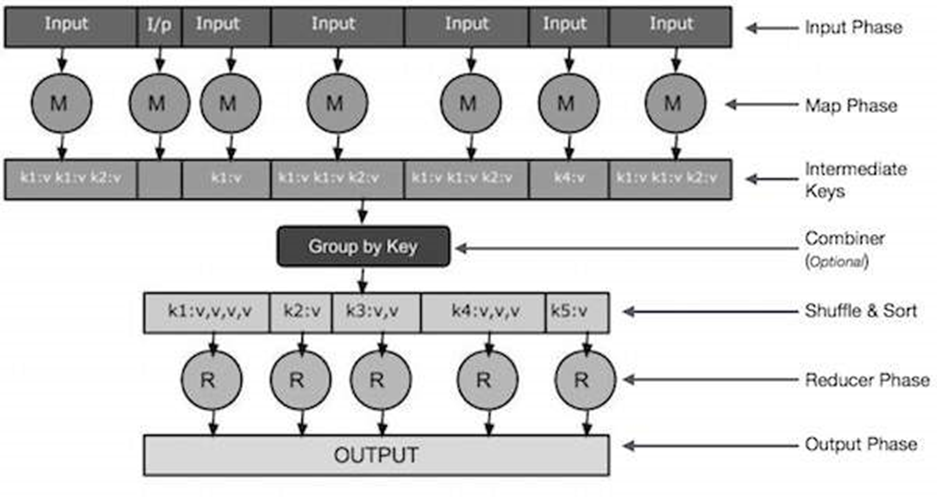 Input I/p Input Input Input Input Input
Input Phase
M M M M M M M
Map Phase
k1:v k1:v k2:v k1:v k1:v k1:v k2:v k1:v k1:v k2:v k4:v k1:v k1:v k2:v
Intermediate
Keys
Group by Key
Combiner
(Optional)
k1:v,v,v,v k2:v k3:v,v k4:v,v,v k5:v
Shuffle & Sort
R R R R R
Reducer Phase
OUTPUT
Output Phase